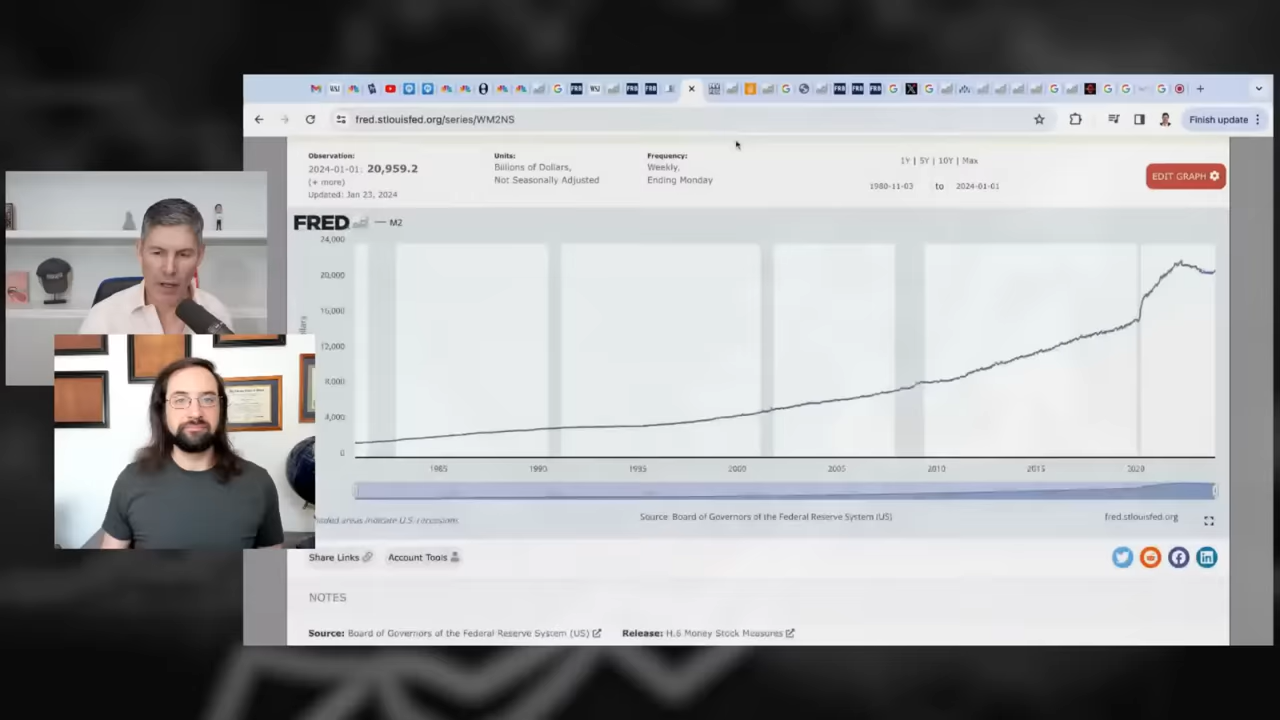 fred.stlouisfed.org/series/WM2NS
Finish update
Observation:
2024-01-01: 20,959.2
(+ more)
Updated: Jan 23, 2024
Units:
Billions of Dollars,
Not Seasonally Adjusted
Frequency:
Weekly,
Ending Monday
1Y | 5Y | 10Y | Max
1980-11-03 to 2024-01-01
EDIT GRAPH
FRED
M2
24,000
20,000
16,000
12,000
8,000
4,000
0
1985 1990 1995 2000 2005 2010 2015 2020
areas indicate U.S. recessions.
Source: Board of Governors of the Federal Reserve System (US)
fred.stlouisfed.org
Share Links
Account Tools
NOTES
Source: Board of Governors of the Federal Reserve System (US)
Release: H.6 Money Stock Measures